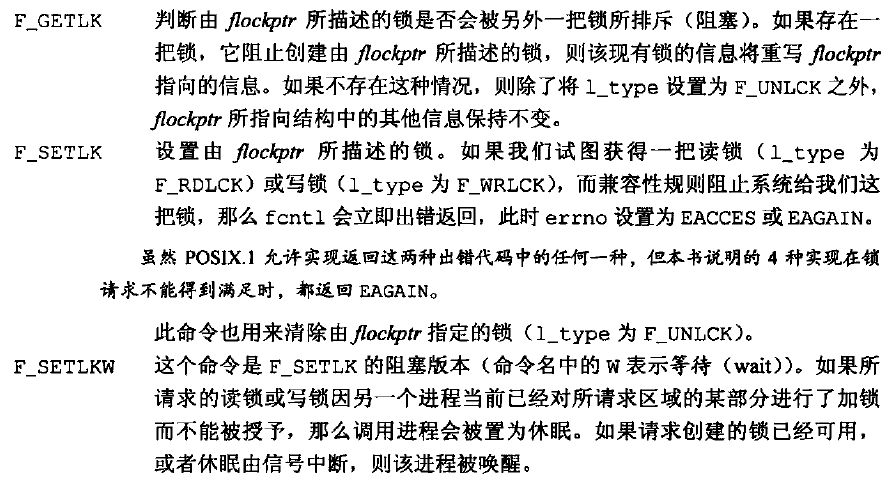 F_GETLK 判断由 flockptr 所描述的锁是否会被另外一把锁所排斥（阻塞）。如果存在一
把锁，它阻止创建由 flockptr 所描述的锁，则该现有锁的信息将重写 flockptr
指向的信息。如果不存在这种情况，则除了将 l_type 设置为 F_UNLCK 之外，
flockptr 所指向结构中的其他信息保持不变。
F_SETLK 设置由 flockptr 所描述的锁。如果我们试图获得一把读锁（l_type 为
F_RDLCK）或写锁（l_type 为 F_WRLCK），而兼容性规则阻止系统给我们这
把锁，那么 fcntl 会立即出错返回，此时 errno 设置为 EACCES 或 EAGAIN。
虽然 POSIX.1 允许实现返回这两种出错代码中的任何一种，但本书说明的 4 种实现在锁
请求不能得到满足时，都返回 EAGAIN。
此命令也用来清除由 flockptr 指定的锁（l_type 为 F_UNLCK）。
F_SETLKW 这个命令是 F_SETLK 的阻塞版本（命令名中的 W 表示等待（wait））。如果所
请求的读锁或写锁因另一个进程当前已经对所请求区域的某部分进行了加锁
而不能被授予，那么调用进程会被置为休眠。如果请求创建的锁已经可用，
或者休眠由信号中断，则该进程被唤醒。